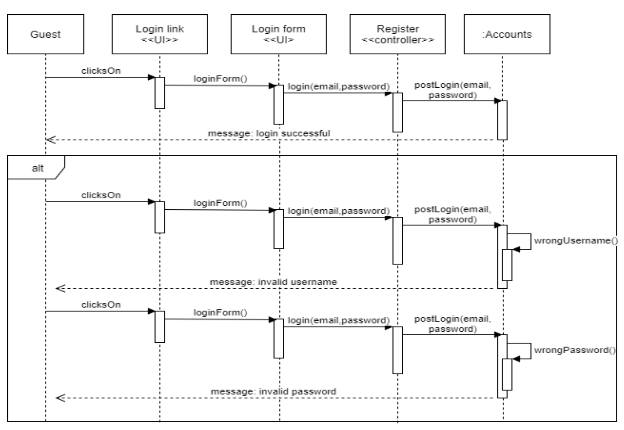 Guest
Login link
<<UI>>
Login form
<<UI>
Register
<<controller>>
:Accounts
clicksOn
loginForm()
login(email,password)
postLogin(email,
password)
message: login successful
alt
clicksOn
loginForm()
login(email,password)
postLogin(email,
password)
wrongUsername()
message: invalid username
clicksOn
loginForm()
login(email,password)
postLogin(email,
password)
wrongPassword()
message: invalid password